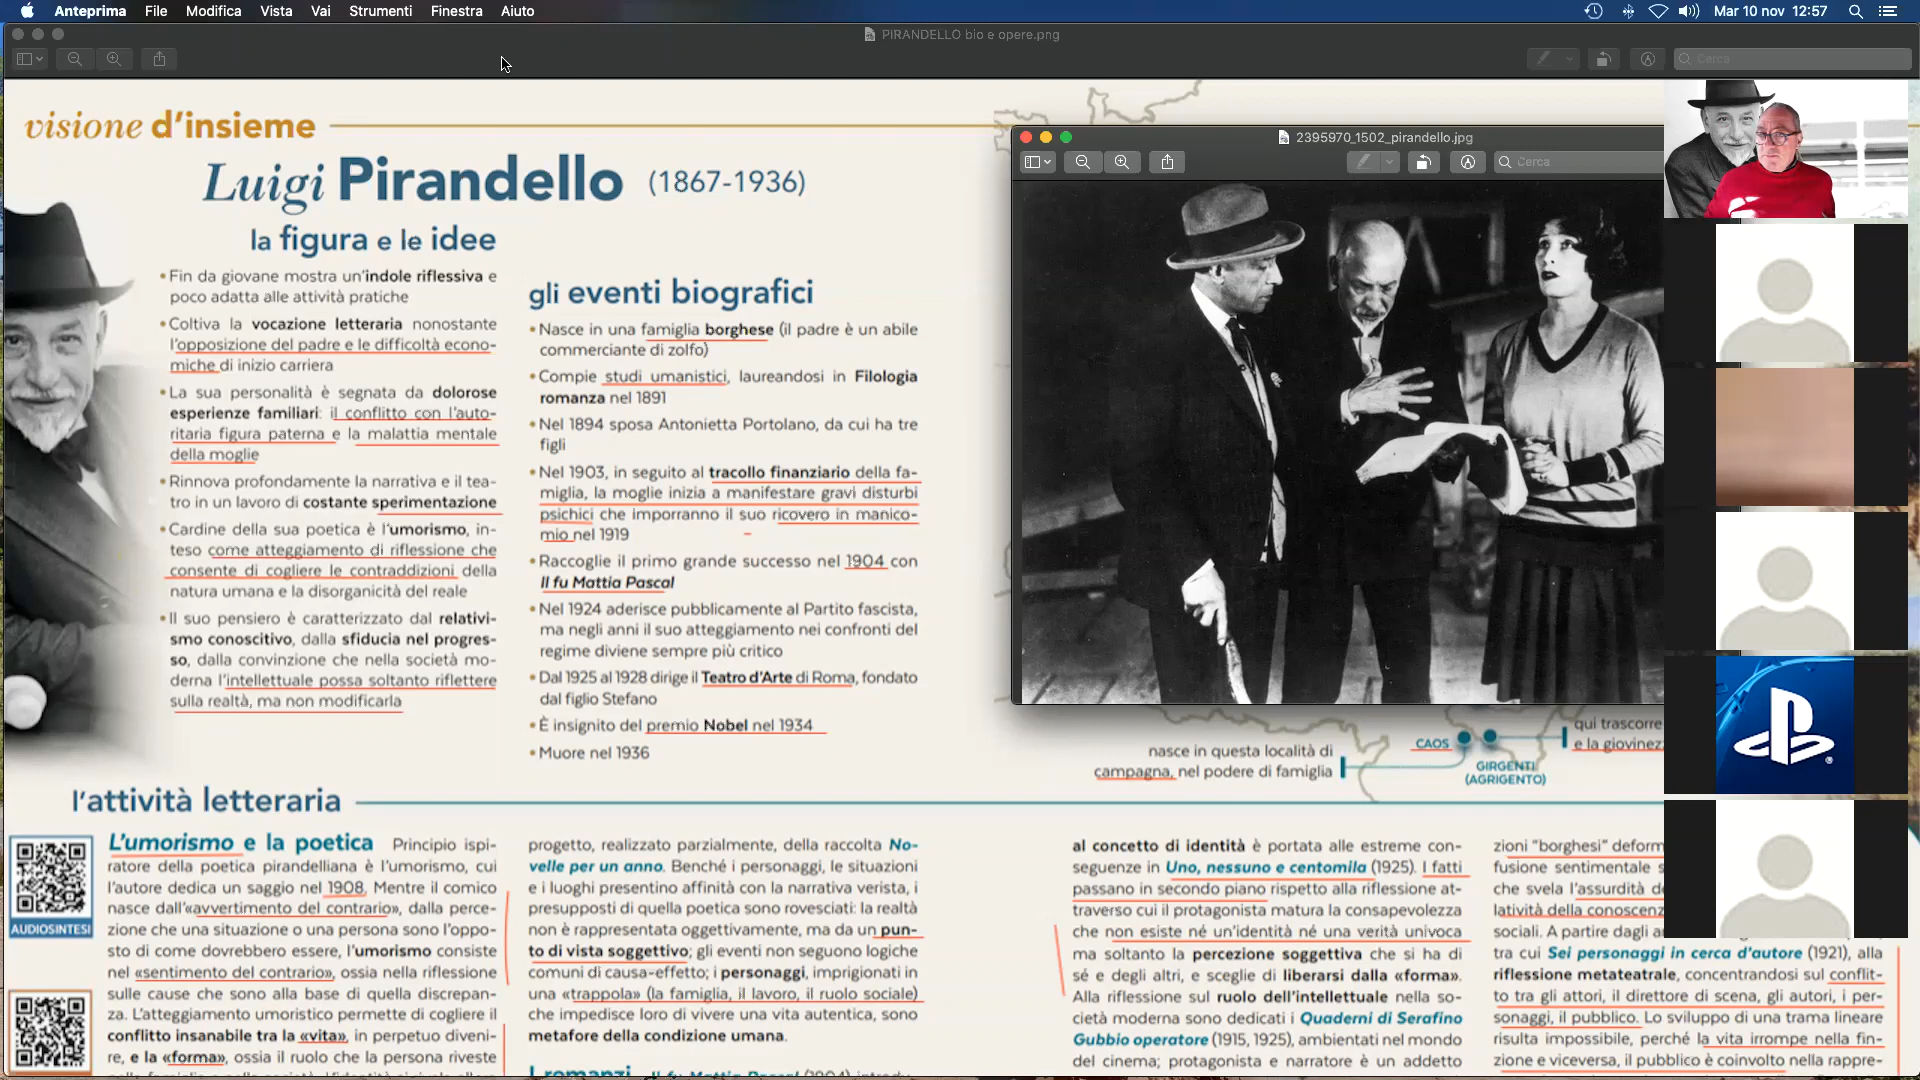 Anteprima File Modifica Vista Vai Strumenti Finestra Aiuto
Mar 10 nov 12:57
PIRANDELLO bio e opere.png
Cerca
visione d'insieme
Luigi Pirandello (1867-1936)
la figura e le idee
• Fin da giovane mostra un'indole riflessiva e
poco adatta alle attività pratiche
• Coltiva la vocazione letteraria nonostante
l'opposizione del padre e le difficoltà econo-
miche di inizio carriera
• La sua personalità è segnata da dolorose
esperienze familiari: il conflitto con l'auto-
ritaria figura paterna e la malattia mentale
della moglie
• Rinnova profondamente la narrativa e il tea-
tro in un lavoro di costante sperimentazione
• Cardine della sua poetica è l'umorismo, in-
teso come atteggiamento di riflessione che
consente di cogliere le contraddizioni della
natura umana e la disorganicità del reale
• Il suo pensiero è caratterizzato dal relativi-
smo conoscitivo, dalla sfiducia nel progres-
so, dalla convinzione che nella società mo-
derna l'intellettuale possa soltanto riflettere
sulla realtà, ma non modificarla
gli eventi biografici
• Nasce in una famiglia borghese (il padre è un abile
commerciante di zolfo)
• Compie studi umanistici, laureandosi in Filologia
romanza nel 1891
• Nel 1894 sposa Antonietta Portolano, da cui ha tre
figli
• Nel 1903, in seguito al tracollo finanziario della fa-
miglia, la moglie inizia a manifestare gravi disturbi
psichici che imporranno il suo ricovero in manico-
mio nel 1919
• Raccoglie il primo grande successo nel 1904 con
Il fu Mattia Pascal
• Nel 1924 aderisce pubblicamente al Partito fascista,
ma negli anni il suo atteggiamento nei confronti del
regime diviene sempre più critico
• Dal 1925 al 1928 dirige il Teatro d'Arte di Roma, fondato
dal figlio Stefano
• È insignito del premio Nobel nel 1934
• Muore nel 1936
2395970_1502_pirandello.jpg
Cerca
nasce in questa località di
campagna, nel podere di famiglia
CAOS
GIRGENTI
(AGRIGENTO)
qui trascorre
e la giovinez
l'attività letteraria
AUDIOSINTESI
L'umorismo e la poetica Principio ispi-
ratore della poetica pirandelliana è l'umorismo, cui
l'autore dedica un saggio nel 1908. Mentre il comico
nasce dall'«avvertimento del contrario», dalla perce-
zione che una situazione o una persona sono l'oppo-
sto di come dovrebbero essere, l'umorismo consiste
nel «sentimento del contrario», ossia nella riflessione
sulle cause che sono alla base di quella discrepan-
za. L'atteggiamento umoristico permette di cogliere il
conflitto insanabile tra la «vita», in perpetuo diveni-
re, e la «forma», ossia il ruolo che la persona riveste
progetto, realizzato parzialmente, della raccolta No-
velle per un anno. Benché i personaggi, le situazioni
e i luoghi presentino affinità con la narrativa verista, i
presupposti di quella poetica sono rovesciati: la realtà
non è rappresentata oggettivamente, ma da un pun-
to di vista soggettivo; gli eventi non seguono logiche
comuni di causa-effetto; i personaggi, imprigionati in
una «trappola» (la famiglia, il lavoro, il ruolo sociale)
che impedisce loro di vivere una vita autentica, sono
metafore della condizione umana.
I romanzi Il fu Mattia Pascal (1904) introdu-
al concetto di identità è portata alle estreme con-
seguenze in Uno, nessuno e centomila (1925). I fatti
passano in secondo piano rispetto alla riflessione at-
traverso cui il protagonista matura la consapevolezza
che non esiste né un'identità né una verità univoca
ma soltanto la percezione soggettiva che si ha di
sé e degli altri, e sceglie di liberarsi dalla «forma».
Alla riflessione sul ruolo dell'intellettuale nella so-
cietà moderna sono dedicati i Quaderni di Serafino
Gubbio operatore (1915, 1925), ambientati nel mondo
del cinema; protagonista e narratore è un addetto
zioni "borghesi" deform
fusione sentimentale s
che svela l'assurdità de
latività della conoscenz
sociali. A partire dagli a
tra cui Sei personaggi in cerca d'autore (1921), alla
riflessione metateatrale, concentrandosi sul conflit-
to tra gli attori, il direttore di scena, gli autori, i per-
sonaggi, il pubblico. Lo sviluppo di una trama lineare
risulta impossibile, perché la vita irrompe nella fin-
zione e viceversa, il pubblico è coinvolto nella rappre-